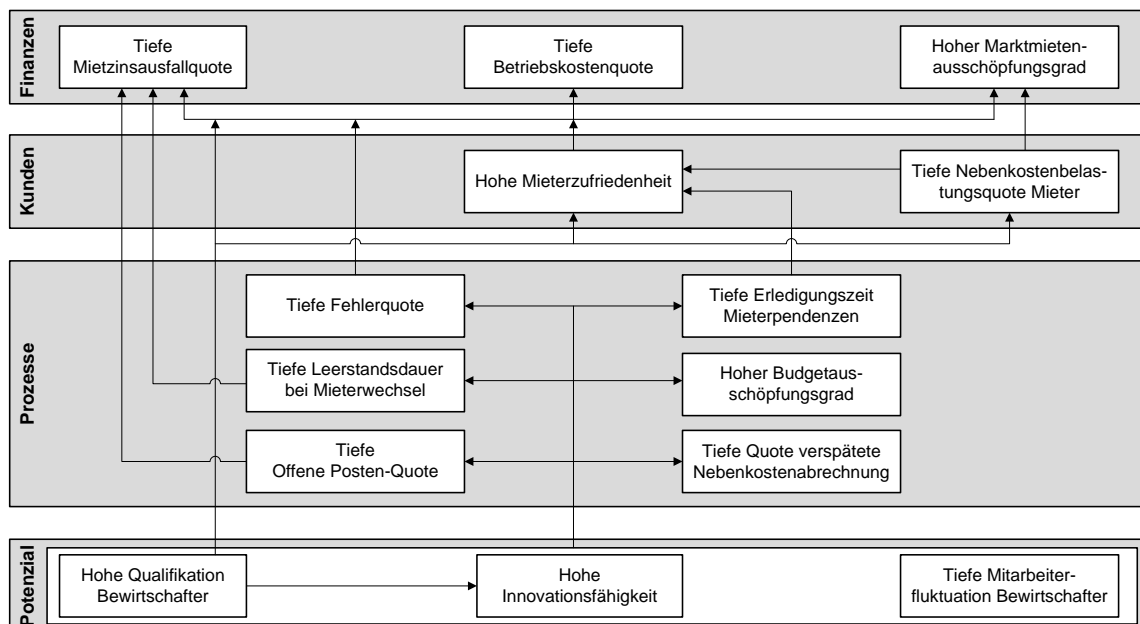 Finanzen
Tiefe
Mietzinsausfallquote
Tiefe
Betriebskostenquote
Hoher Marktmieten-
ausschöpfungsgrad
Kunden
Hohe Mieterzufriedenheit
Tiefe Nebenkostenbelas-
tungsquote Mieter
Prozesse
Tiefe Fehlerquote
Tiefe Erledigungszeit
Mieterpendenzen
Tiefe Leerstandsdauer
bei Mieterwechsel
Hoher Budgetaus-
schöpfungsgrad
Tiefe
Offene Posten-Quote
Tiefe Quote verspätete
Nebenkostenabrechnung
Potenzial
Hohe Qualifikation
Bewirtschafter
Hohe
Innovationsfähigkeit
Tiefe Mitarbeiter-
fluktuation Bewirtschafter